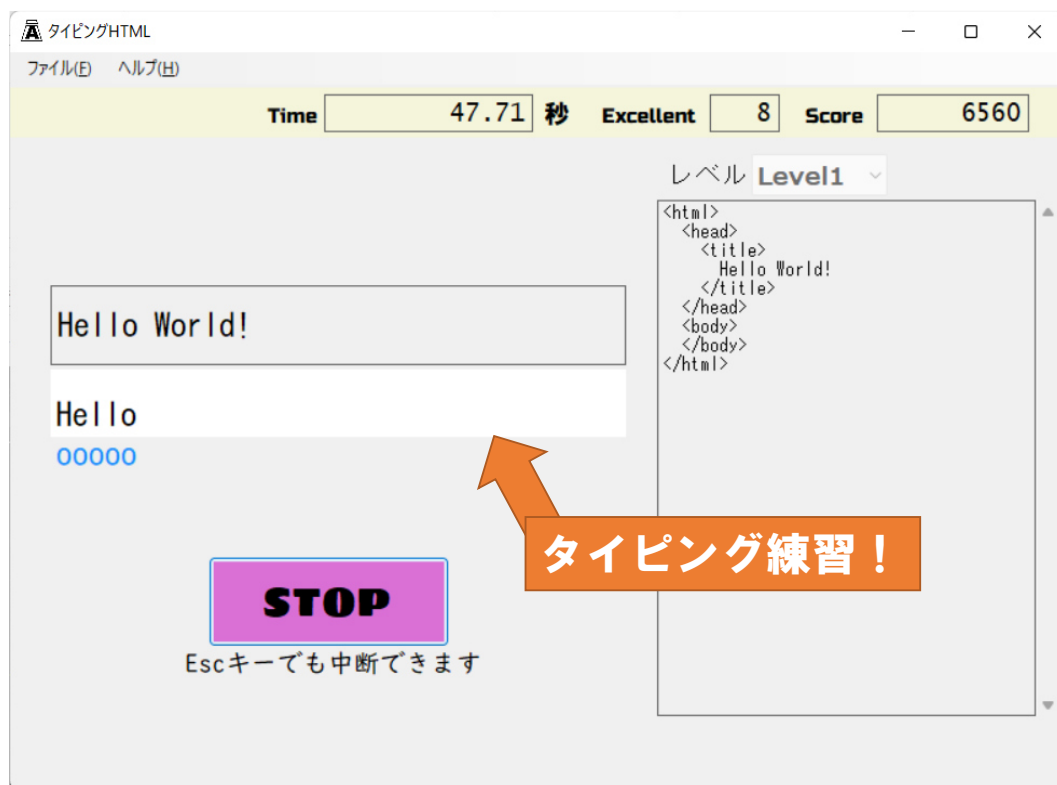 タイピングHTML
ファイル(F) ヘルプ(H)
Time 47.71 秒 Excellent 8 Score 6560
レベル Level1
<html>
<head>
<title>
Hello World!
</title>
</head>
<body>
</body>
</html>
Hello World!
Hello
OOOOO
タイピング練習！
STOP
Escキーでも中断できます